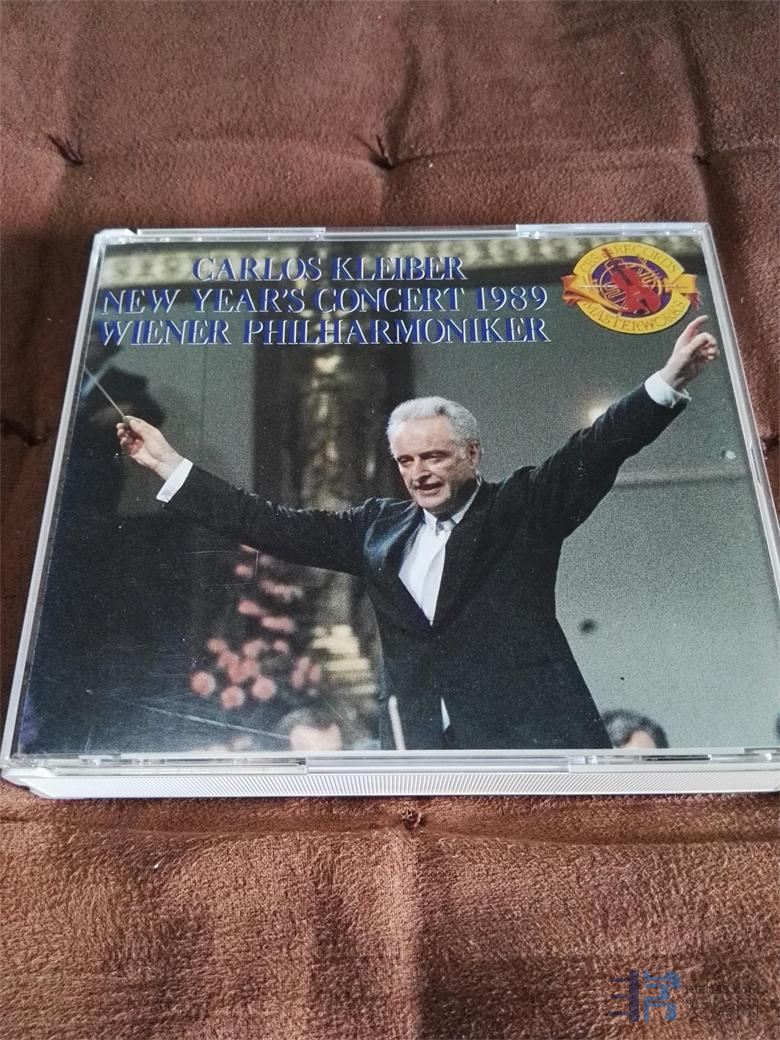 CARLOS KLEIBER
NEW YEAR'S CONCERT 1989
WIENER PHILHARMONIKER
CBS RECORDS
MASTERWORKS